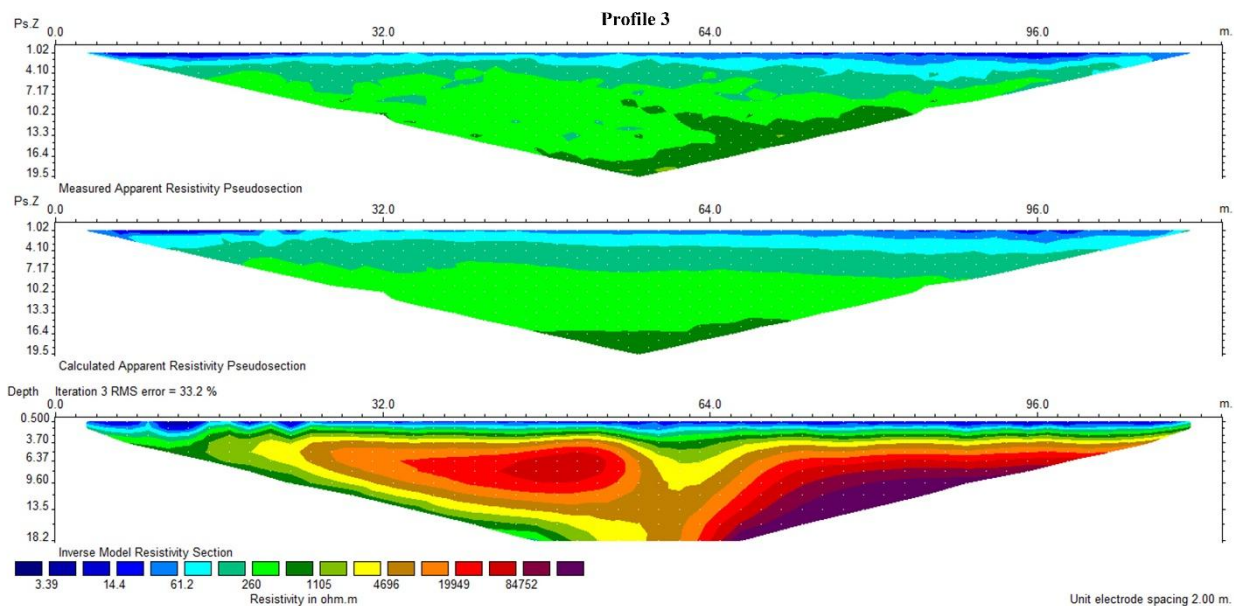 Profile 3
Ps.Z 0.0 32.0 64.0 96.0 m.
1.02
4.10
7.17
10.2
13.3
16.4
19.5
Measured Apparent Resistivity Pseudosection
Ps.Z 0.0 32.0 64.0 96.0 m.
1.02
4.10
7.17
10.2
13.3
16.4
19.5
Calculated Apparent Resistivity Pseudosection
Depth Iteration 3 RMS error = 33.2 %
0.0 32.0 64.0 96.0 m.
0.500
3.70
6.37
9.60
13.5
18.2
Inverse Model Resistivity Section
3.39 14.4 61.2 260 1105 4696 19949 84752
Resistivity in ohm.m Unit electrode spacing 2.00 m.